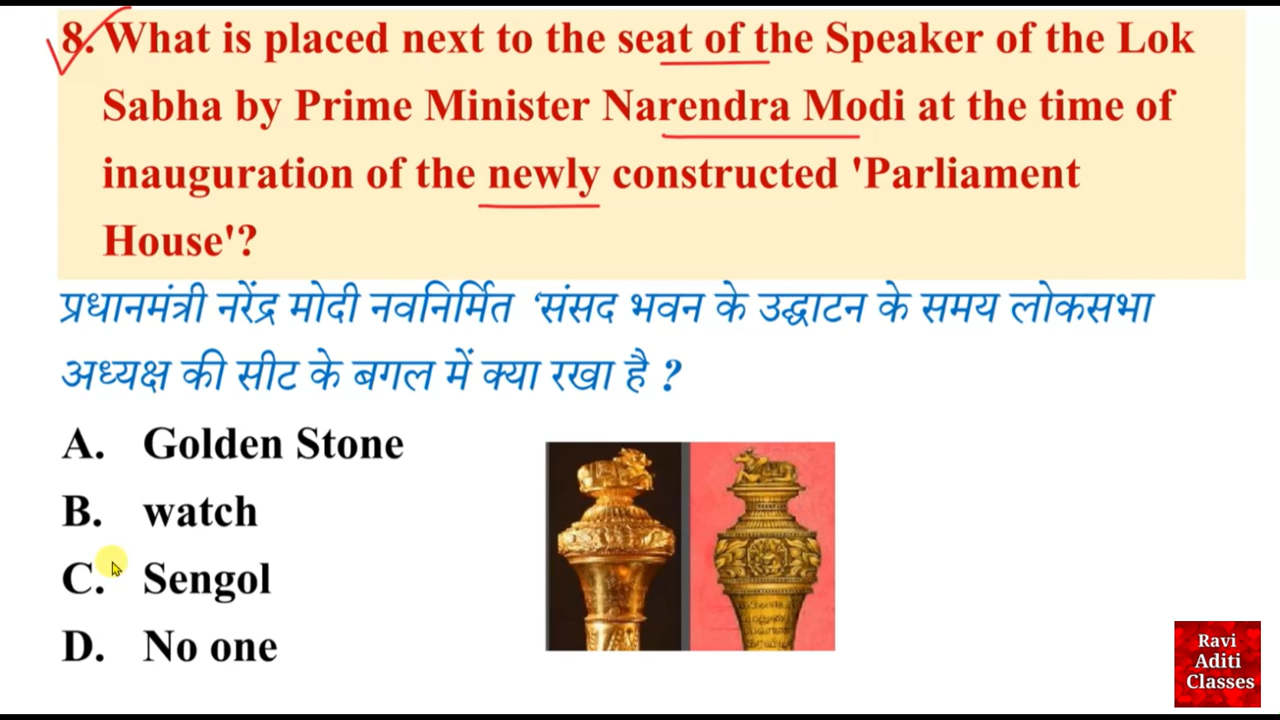 8. What is placed next to the seat of the Speaker of the Lok
Sabha by Prime Minister Narendra Modi at the time of
inauguration of the newly constructed 'Parliament
House'?
प्रधानमंत्री नरेंद्र मोदी नवनिर्मित ‘संसद भवन के उद्घाटन के समय लोकसभा
अध्यक्ष की सीट के बगल में क्या रखा है ?
A. Golden Stone
B. watch
C. Sengol
D. No one
Ravi
Aditi
Classes